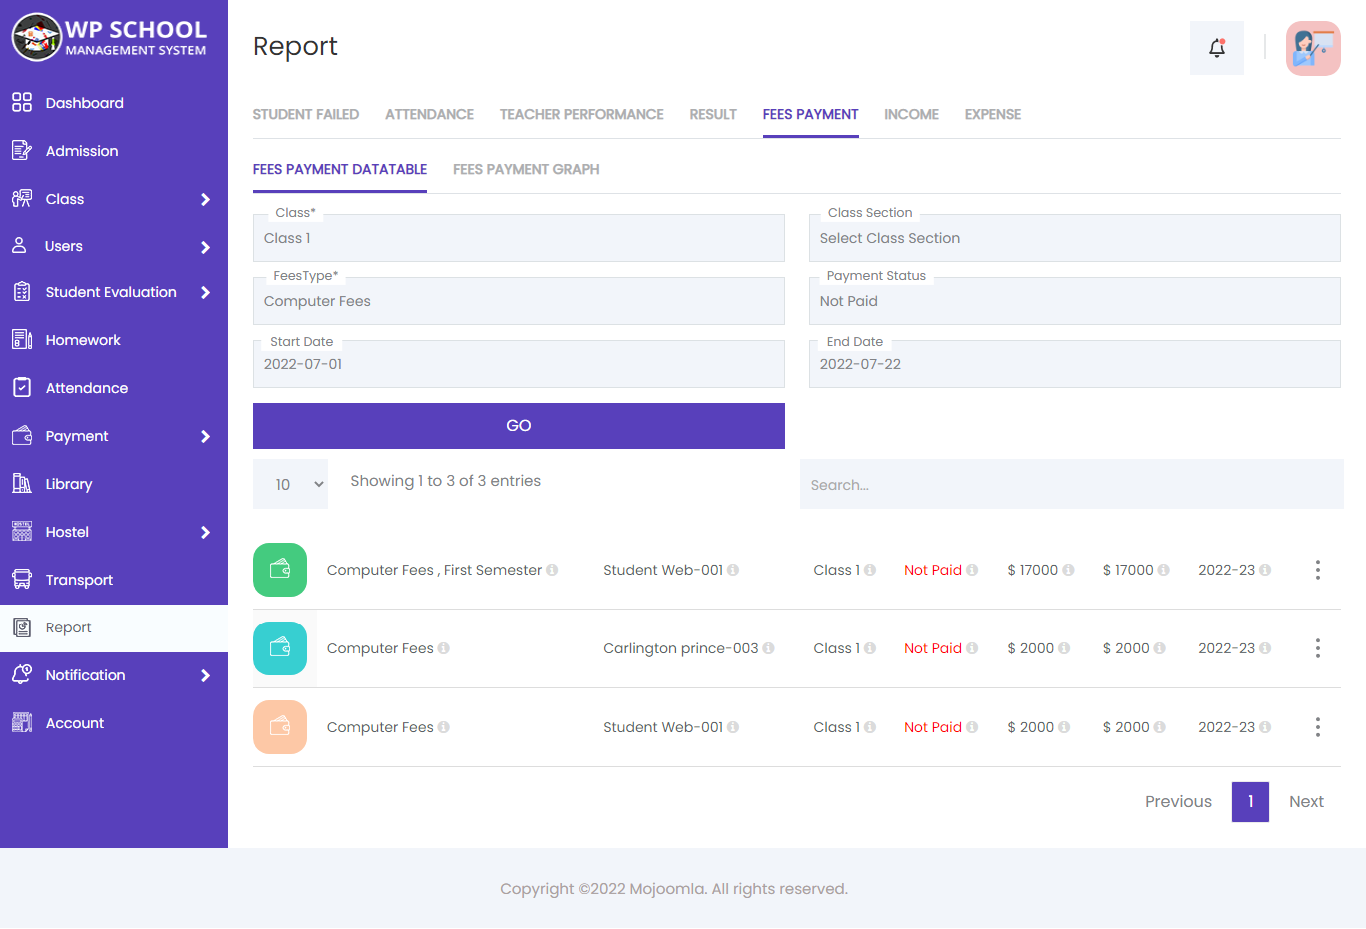 WP SCHOOL
MANAGEMENT SYSTEM
Dashboard
Admission
Class
Users
Student Evaluation
Homework
Attendance
Payment
Library
Hostel
Transport
Report
Notification
Account
Report
STUDENT FAILED ATTENDANCE TEACHER PERFORMANCE RESULT FEES PAYMENT INCOME EXPENSE
FEES PAYMENT DATATABLE FEES PAYMENT GRAPH
Class* Class Section
Class 1 Select Class Section
FeesType* Payment Status
Computer Fees Not Paid
Start Date End Date
2022-07-01 2022-07-22
GO
10 Showing 1 to 3 of 3 entries Search...
Computer Fees , First Semester Student Web-001 Class 1 Not Paid $ 17000 $ 17000 2022-23
Computer Fees Carlington prince-003 Class 1 Not Paid $ 2000 $ 2000 2022-23
Computer Fees Student Web-001 Class 1 Not Paid $ 2000 $ 2000 2022-23
Previous 1 Next
Copyright ©2022 Mojoomla. All rights reserved.